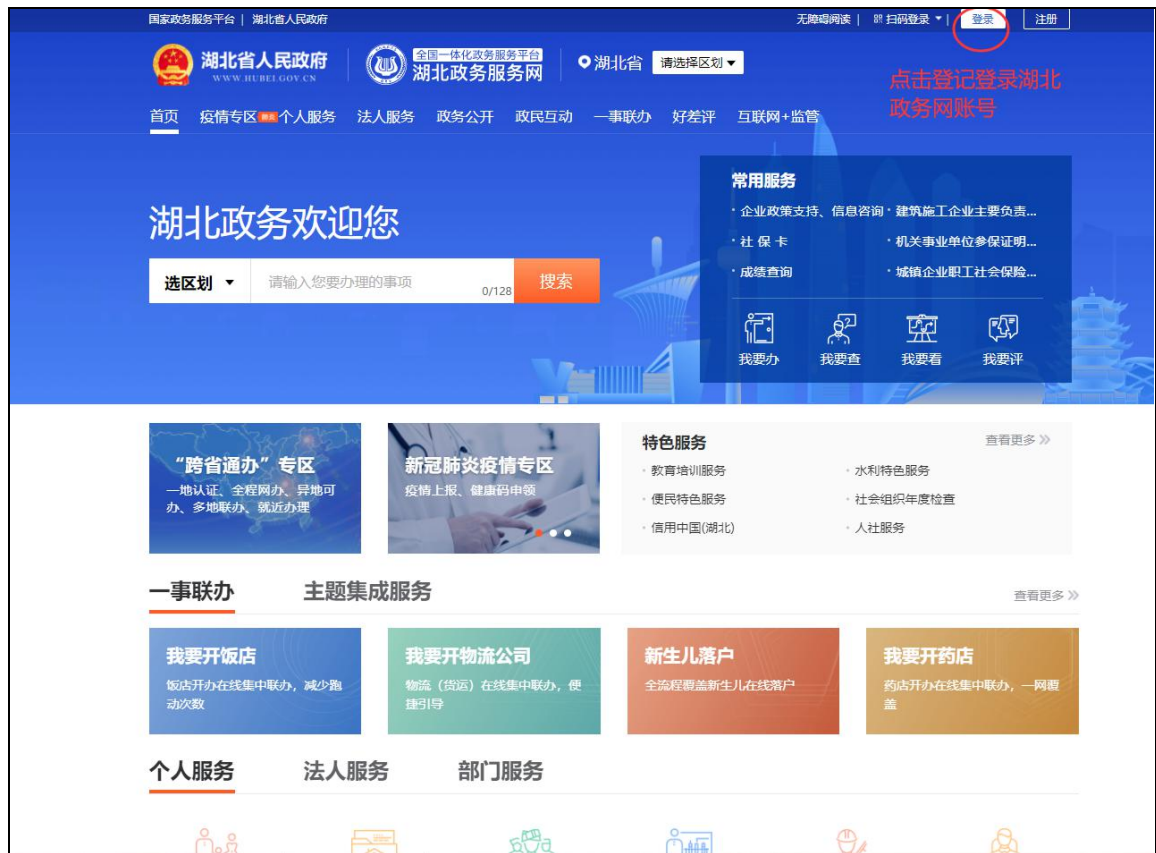 国家政务服务平台 | 湖北省人民政府
无障碍阅读 | 扫码登录 ▼ | 登录 注册
湖北省人民政府
WWW.HUBEI.GOV.CN
全国一体化政务服务平台
湖北政务服务网
湖北省 请选择区划▼
点击登记登录湖北
政务网账号
首页 疫情专区 个人服务 法人服务 政务公开 政民互动 一事联办 好差评 互联网+监管
湖北政务欢迎您
选区划 ▼ 请输入您要办理的事项 0/128 搜索
常用服务
· 企业政策支持、信息咨询 · 建筑施工企业主要负责...
· 社 保 卡 · 机关事业单位参保证明...
· 成绩查询 · 城镇企业职工社会保险...
我要办 我要查 我要看 我要评
“跨省通办”专区
一地认证、全程网办、异地可
办、多地联办、就近办理
新冠肺炎疫情专区
疫情上报、健康码申领
特色服务 查看更多 》
· 教育培训服务 · 水利特色服务
· 便民特色服务 · 社会组织年度检查
· 信用中国(湖北) · 人社服务
一事联办 主题集成服务 查看更多 》
我要开饭店
饭店开办在线集中联办，减少跑
动次数
我要开物流公司
物流（货运）在线集中联办，便
捷引导
新生儿落户
全流程覆盖新生儿在线落户
我要开药店
药店开办在线集中联办，一网覆
盖
个人服务 法人服务 部门服务